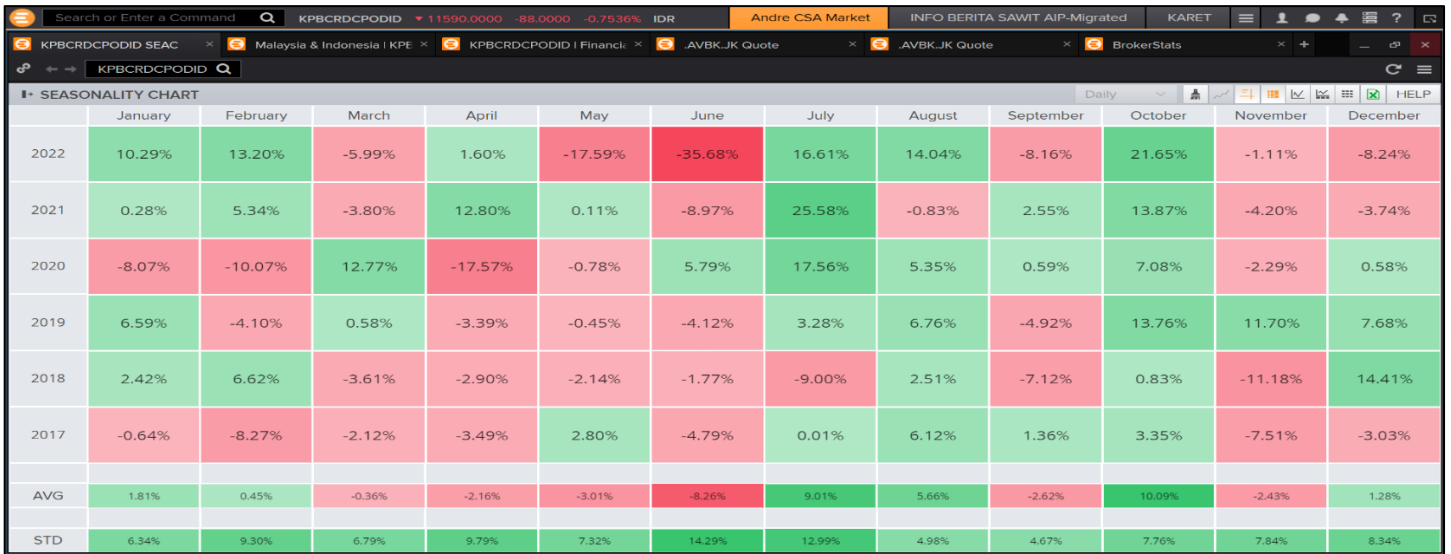 Search or Enter a Command KPBCRDCPODID ▼11590.0000 -88.0000 -0.7536% IDR Andre CSA Market INFO BERITA SAWIT AIP-Migrated KARET ?
KPBCRDCPODID SEAC × Malaysia & Indonesia | KPB × KPBCRDCPODID | Financia × .AVBK.JK Quote × .AVBK.JK Quote × BrokerStats × +
KPBCRDCPODID
SEASONALITY CHART Daily HELP
January February March April May June July August September October November December
2022 10.29% 13.20% -5.99% 1.60% -17.59% -35.68% 16.61% 14.04% -8.16% 21.65% -1.11% -8.24%
2021 0.28% 5.34% -3.80% 12.80% 0.11% -8.97% 25.58% -0.83% 2.55% 13.87% -4.20% -3.74%
2020 -8.07% -10.07% 12.77% -17.57% -0.78% 5.79% 17.56% 5.35% 0.59% 7.08% -2.29% 0.58%
2019 6.59% -4.10% 0.58% -3.39% -0.45% -4.12% 3.28% 6.76% -4.92% 13.76% 11.70% 7.68%
2018 2.42% 6.62% -3.61% -2.90% -2.14% -1.77% -9.00% 2.51% -7.12% 0.83% -11.18% 14.41%
2017 -0.64% -8.27% -2.12% -3.49% 2.80% -4.79% 0.01% 6.12% 1.36% 3.35% -7.51% -3.03%
AVG 1.81% 0.45% -0.36% -2.16% -3.01% -8.26% 9.01% 5.66% -2.62% 10.09% -2.43% 1.28%
STD 6.34% 9.30% 6.79% 9.79% 7.32% 14.29% 12.99% 4.98% 4.67% 7.76% 7.84% 8.34%